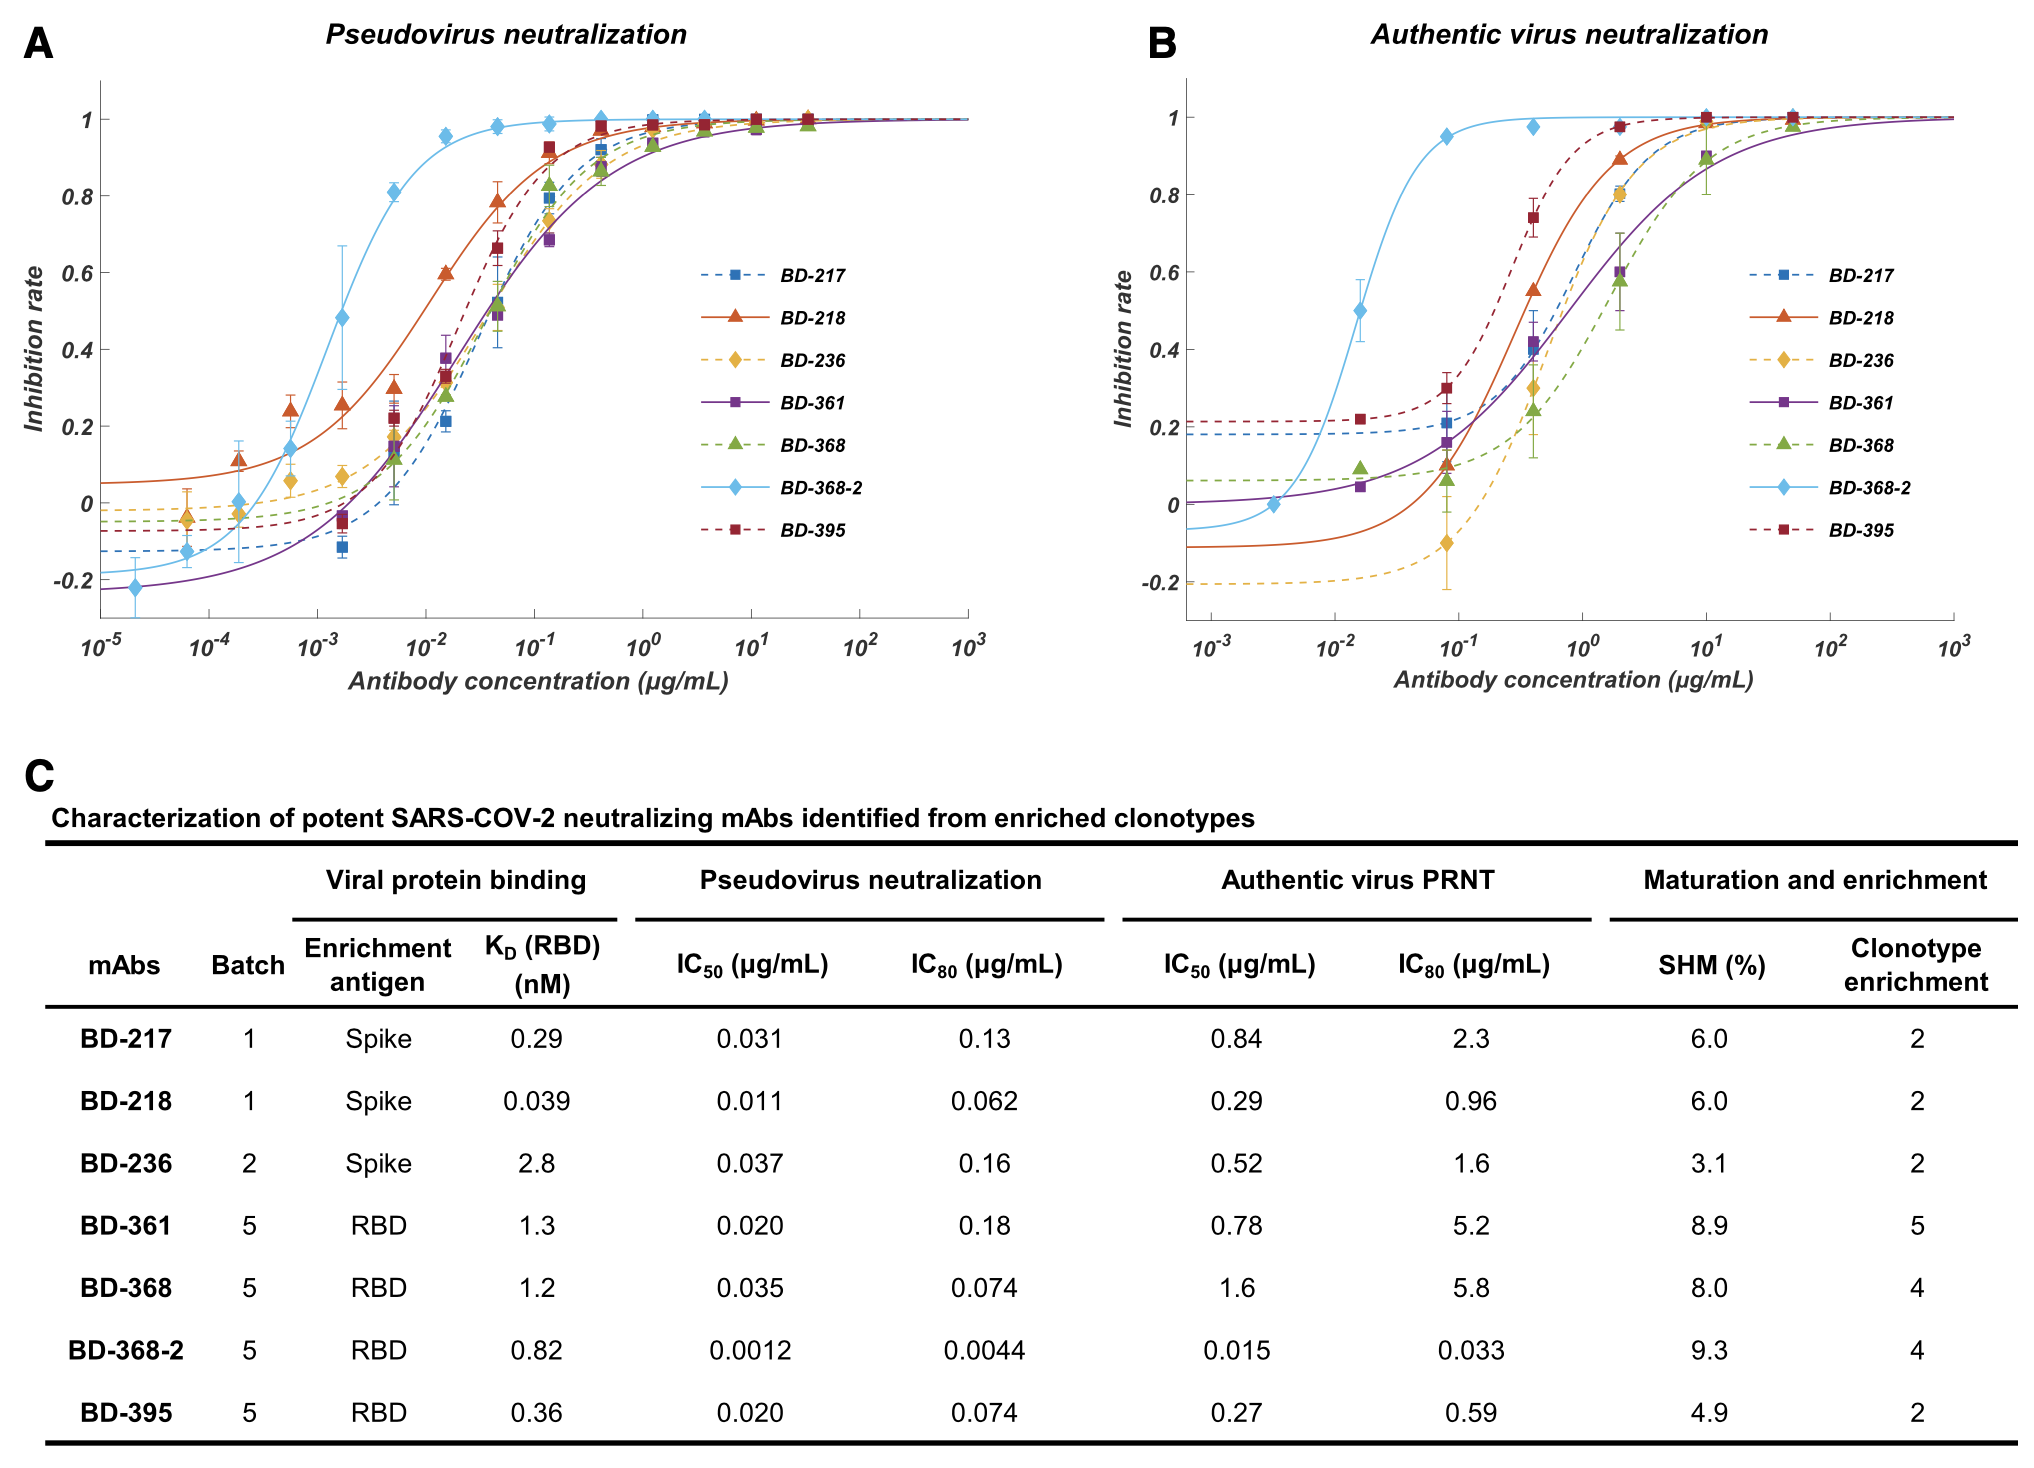 A
Pseudovirus neutralization
Inhibition rate
1
0.8
0.6
0.4
0.2
0
-0.2
10-5
10-4
10-3
10-2
10-1
100
101
102
103
Antibody concentration (µg/mL)
BD-217
BD-218
BD-236
BD-361
BD-368
BD-368-2
BD-395
B
Authentic virus neutralization
Inhibition rate
1
0.8
0.6
0.4
0.2
0
-0.2
10-3
10-2
10-1
100
101
102
103
Antibody concentration (µg/mL)
BD-217
BD-218
BD-236
BD-361
BD-368
BD-368-2
BD-395
C
Characterization of potent SARS-COV-2 neutralizing mAbs identified from enriched clonotypes
Viral protein binding Pseudovirus neutralization Authentic virus PRNT Maturation and enrichment
mAbs Batch Enrichment antigen KD (RBD) (nM) IC50 (µg/mL) IC80 (µg/mL) IC50 (µg/mL) IC80 (µg/mL) SHM (%) Clonotype enrichment
BD-217 1 Spike 0.29 0.031 0.13 0.84 2.3 6.0 2
BD-218 1 Spike 0.039 0.011 0.062 0.29 0.96 6.0 2
BD-236 2 Spike 2.8 0.037 0.16 0.52 1.6 3.1 2
BD-361 5 RBD 1.3 0.020 0.18 0.78 5.2 8.9 5
BD-368 5 RBD 1.2 0.035 0.074 1.6 5.8 8.0 4
BD-368-2 5 RBD 0.82 0.0012 0.0044 0.015 0.033 9.3 4
BD-395 5 RBD 0.36 0.020 0.074 0.27 0.59 4.9 2